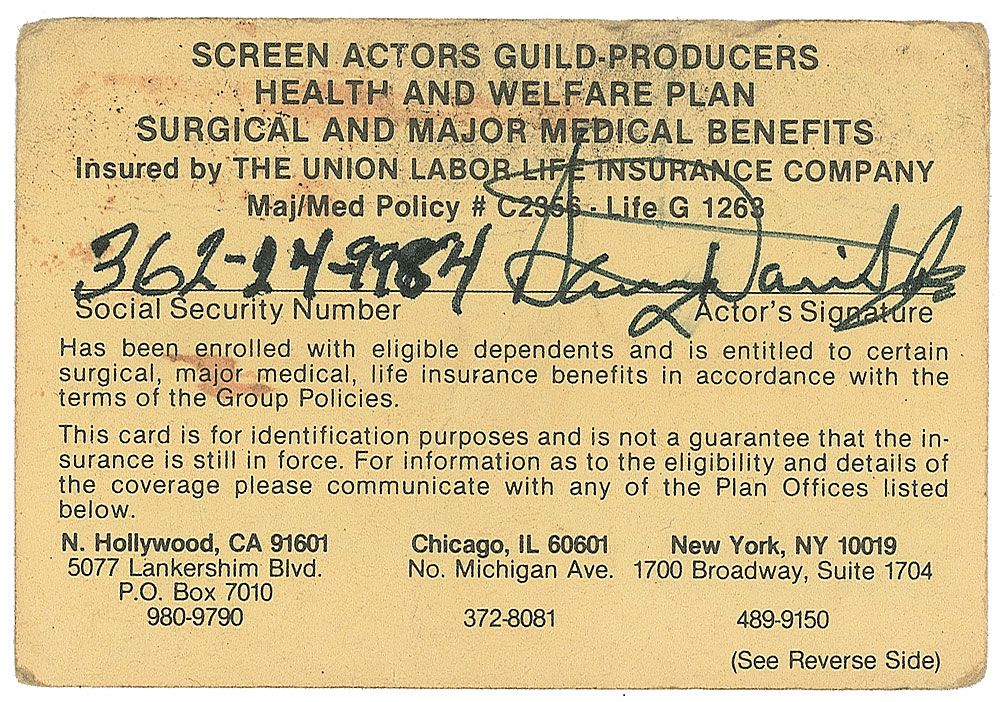 SCREEN ACTORS GUILD-PRODUCERS
HEALTH AND WELFARE PLAN
SURGICAL AND MAJOR MEDICAL BENEFITS
Insured by THE UNION LABOR LIFE INSURANCE COMPANY
Maj/Med Policy # C2356 - Life G 1263
Sammy Davis Jr
Social Security Number Actor's Signature
Has been enrolled with eligible dependents and is entitled to certain
surgical, major medical, life insurance benefits in accordance with the
terms of the Group Policies.
This card is for identification purposes and is not a guarantee that the in-
surance is still in force. For information as to the eligibility and details of
the coverage please communicate with any of the Plan Offices listed
below.
N. Hollywood, CA 91601 Chicago, IL 60601 New York, NY 10019
5077 Lankershim Blvd. No. Michigan Ave. 1700 Broadway, Suite 1704
P.O. Box 7010
980-9790 372-8081 489-9150
(See Reverse Side)